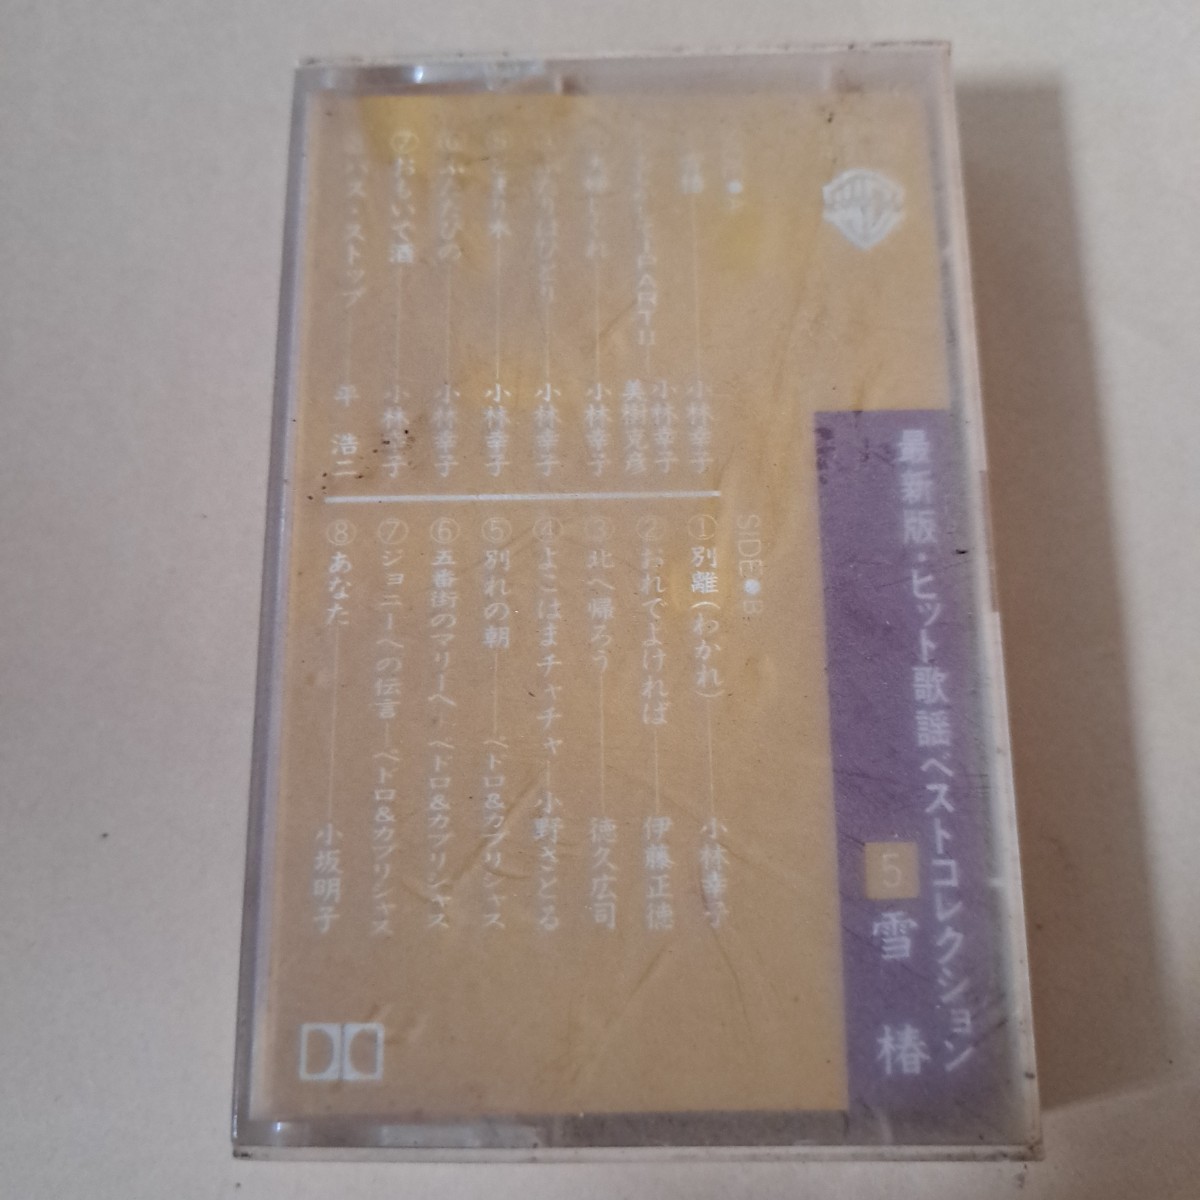 最新版・ヒット歌謡ベストコレクション
5
雪椿
小林幸子
PART II
小林幸子
美樹克彦
小林幸子
小林幸子
小林幸子
小林幸子
⑦おもいで酒 小林幸子
バス・ストップ 平 浩二
SIDE●B
①別離(わかれ) 小林幸子
②おれでよければ 伊藤正徳
③北へ帰ろう 徳久広司
④よこはまチャチャチャ 小野さとる
⑤別れの朝 ペドロ&カプリシャス
⑥五番街のマリーへ ペドロ&カプリシャス
⑦ジョニーへの伝言 ペドロ&カプリシャス
⑧あなた 小坂明子